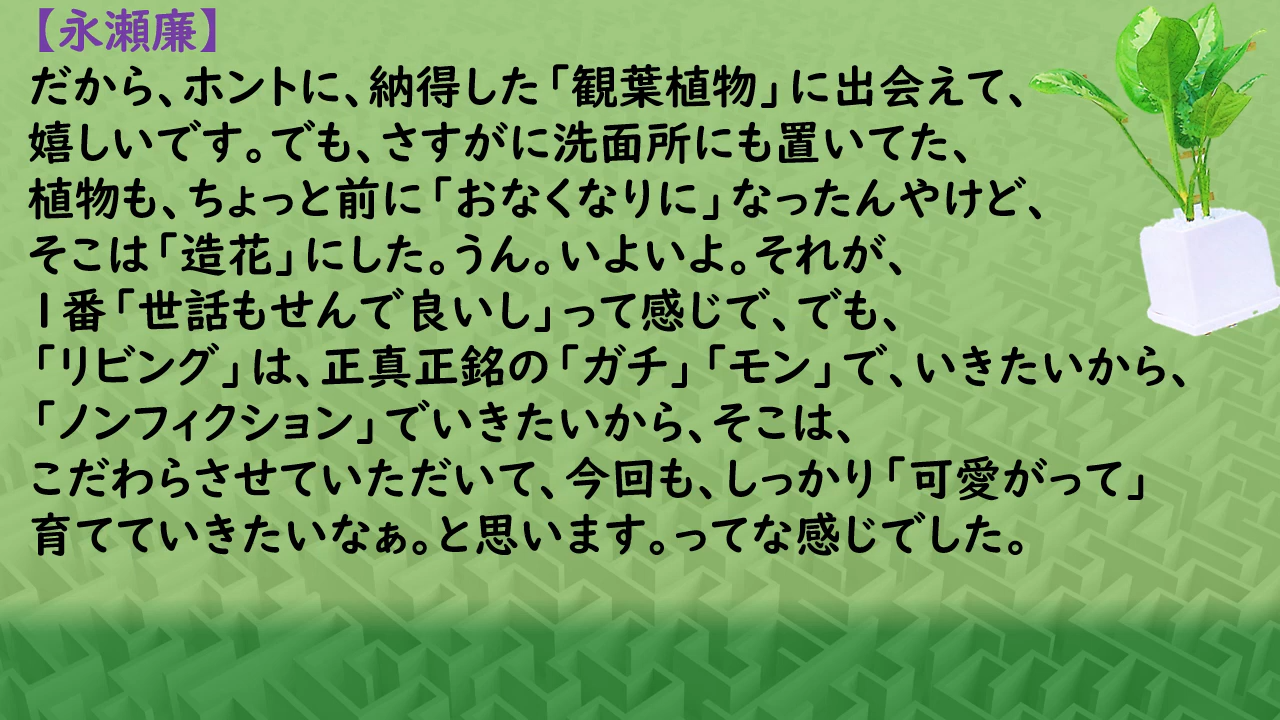 【永瀬廉】
だから、ホントに、納得した「観葉植物」に出会えて、
嬉しいです。でも、さすがに洗面所にも置いてた、
植物も、ちょっと前に「おなくなりに」なったんやけど、
そこは「造花」にした。うん。いよいよ。それが、
1番「世話もせんで良いし」って感じで、でも、
「リビング」は、正真正銘の「ガチ」「モン」で、いきたいから、
「ノンフィクション」でいきたいから、そこは、
こだわらさせていただいて、今回も、しっかり「可愛がって」
育てていきたいなぁ。と思います。ってな感じでした。